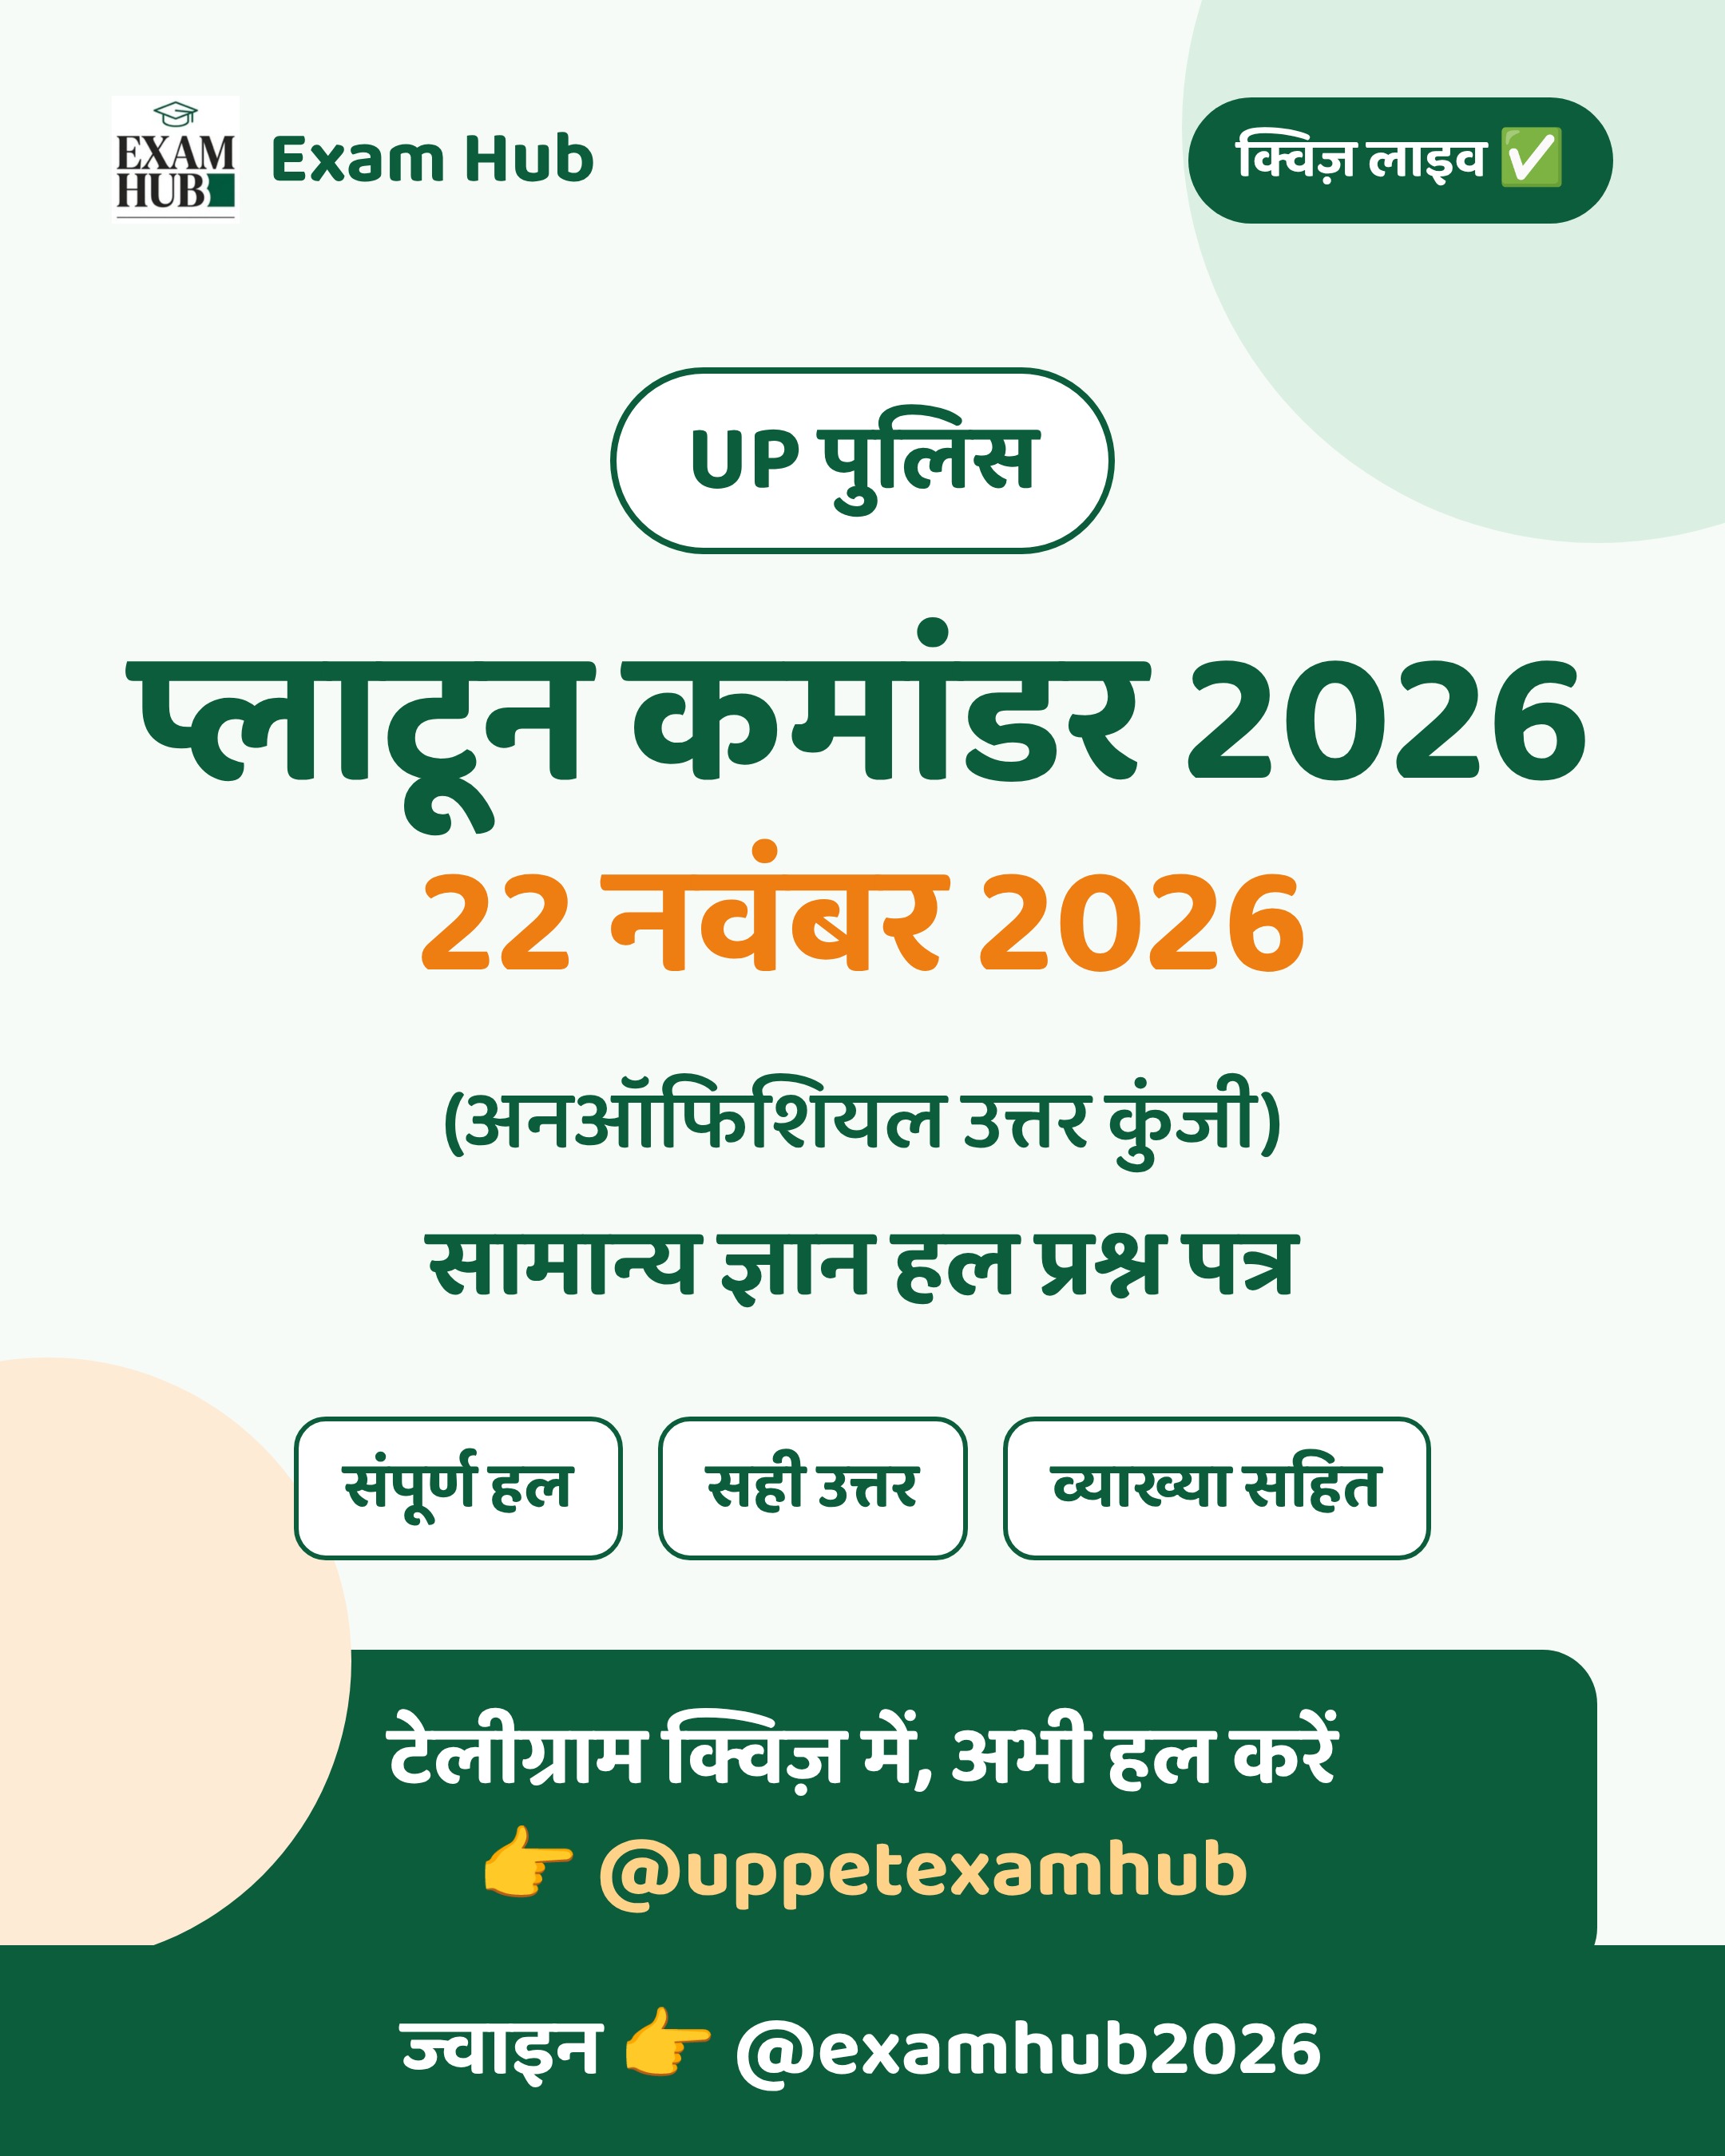 EXAM
HUB
Exam Hub
क्विज़ लाइव ✅
UP पुलिस
प्लाटून कमांडर 2026
22 नवंबर 2026
(अनऑफिशियल उत्तर कुंजी)
सामान्य ज्ञान हल प्रश्न पत्र
संपूर्ण हल
सही उत्तर
व्याख्या सहित
टेलीग्राम क्विज़ में, अभी हल करें
👉 @uppetexamhub
ज्वाइन 👉 @examhub2026